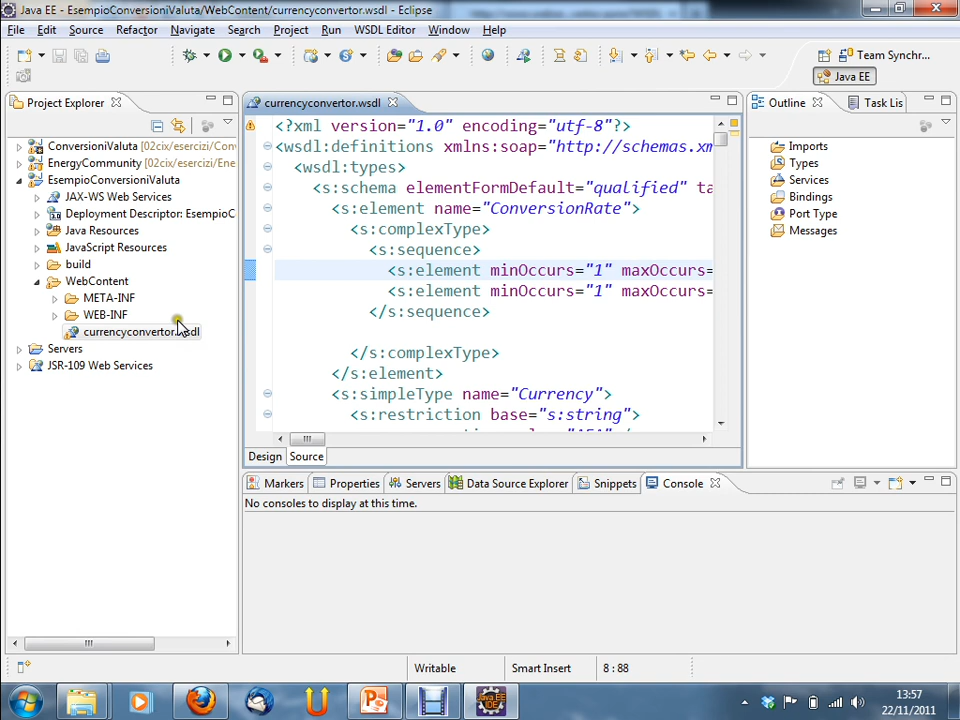 Java EE - EsempioConversioniValuta/WebContent/currencyconvertor.wsdl - Eclipse
File Edit Source Refactor Navigate Search Project Run WSDL Editor Window Help
Team Synchr...
Java EE
Project Explorer
ConversioniValuta [02cix/esercizi/Con
EnergyCommunity [02cix/esercizi/Ene
EsempioConversioniValuta
JAX-WS Web Services
Deployment Descriptor: EsempioC
Java Resources
JavaScript Resources
build
WebContent
META-INF
WEB-INF
currencyconvertor.wsdl
Servers
JSR-109 Web Services
currencyconvertor.wsdl
<?xml version="1.0" encoding="utf-8"?>
<wsdl:definitions xmlns:soap="http://schemas.xm
<wsdl:types>
<s:schema elementFormDefault="qualified" ta
<s:element name="ConversionRate">
<s:complexType>
<s:sequence>
<s:element minOccurs="1" maxOccurs=
<s:element minOccurs="1" maxOccurs=
</s:sequence>
</s:complexType>
</s:element>
<s:simpleType name="Currency">
<s:restriction base="s:string">
Design Source
Outline Task Lis
Imports
Types
Services
Bindings
Port Type
Messages
Markers Properties Servers Data Source Explorer Snippets Console
No consoles to display at this time.
Writable Smart Insert 8 : 88
13:57
22/11/2011